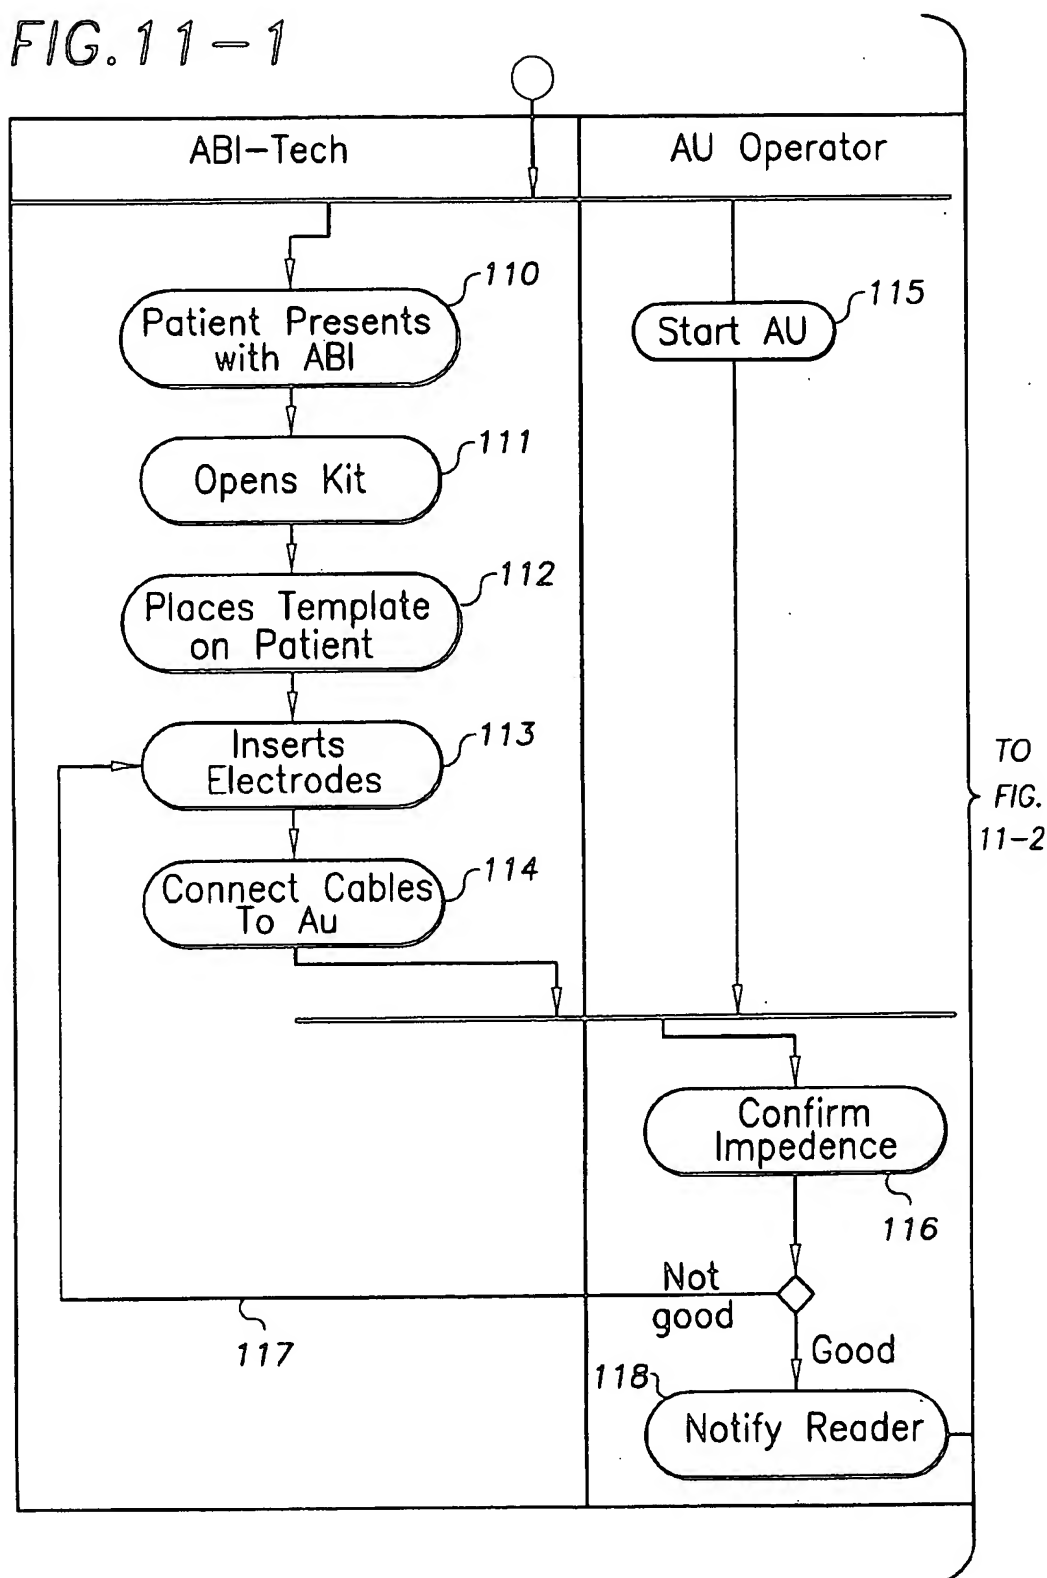 FIG. 11-1
ABI-Tech
AU Operator
110
Patient Presents
with ABI
115
Start AU
111
Opens Kit
112
Places Template
on Patient
113
Inserts
Electrodes
TO
FIG.
11-2
114
Connect Cables
To Au
Confirm
Impedence
116
Not
good
117
Good
118
Notify Reader